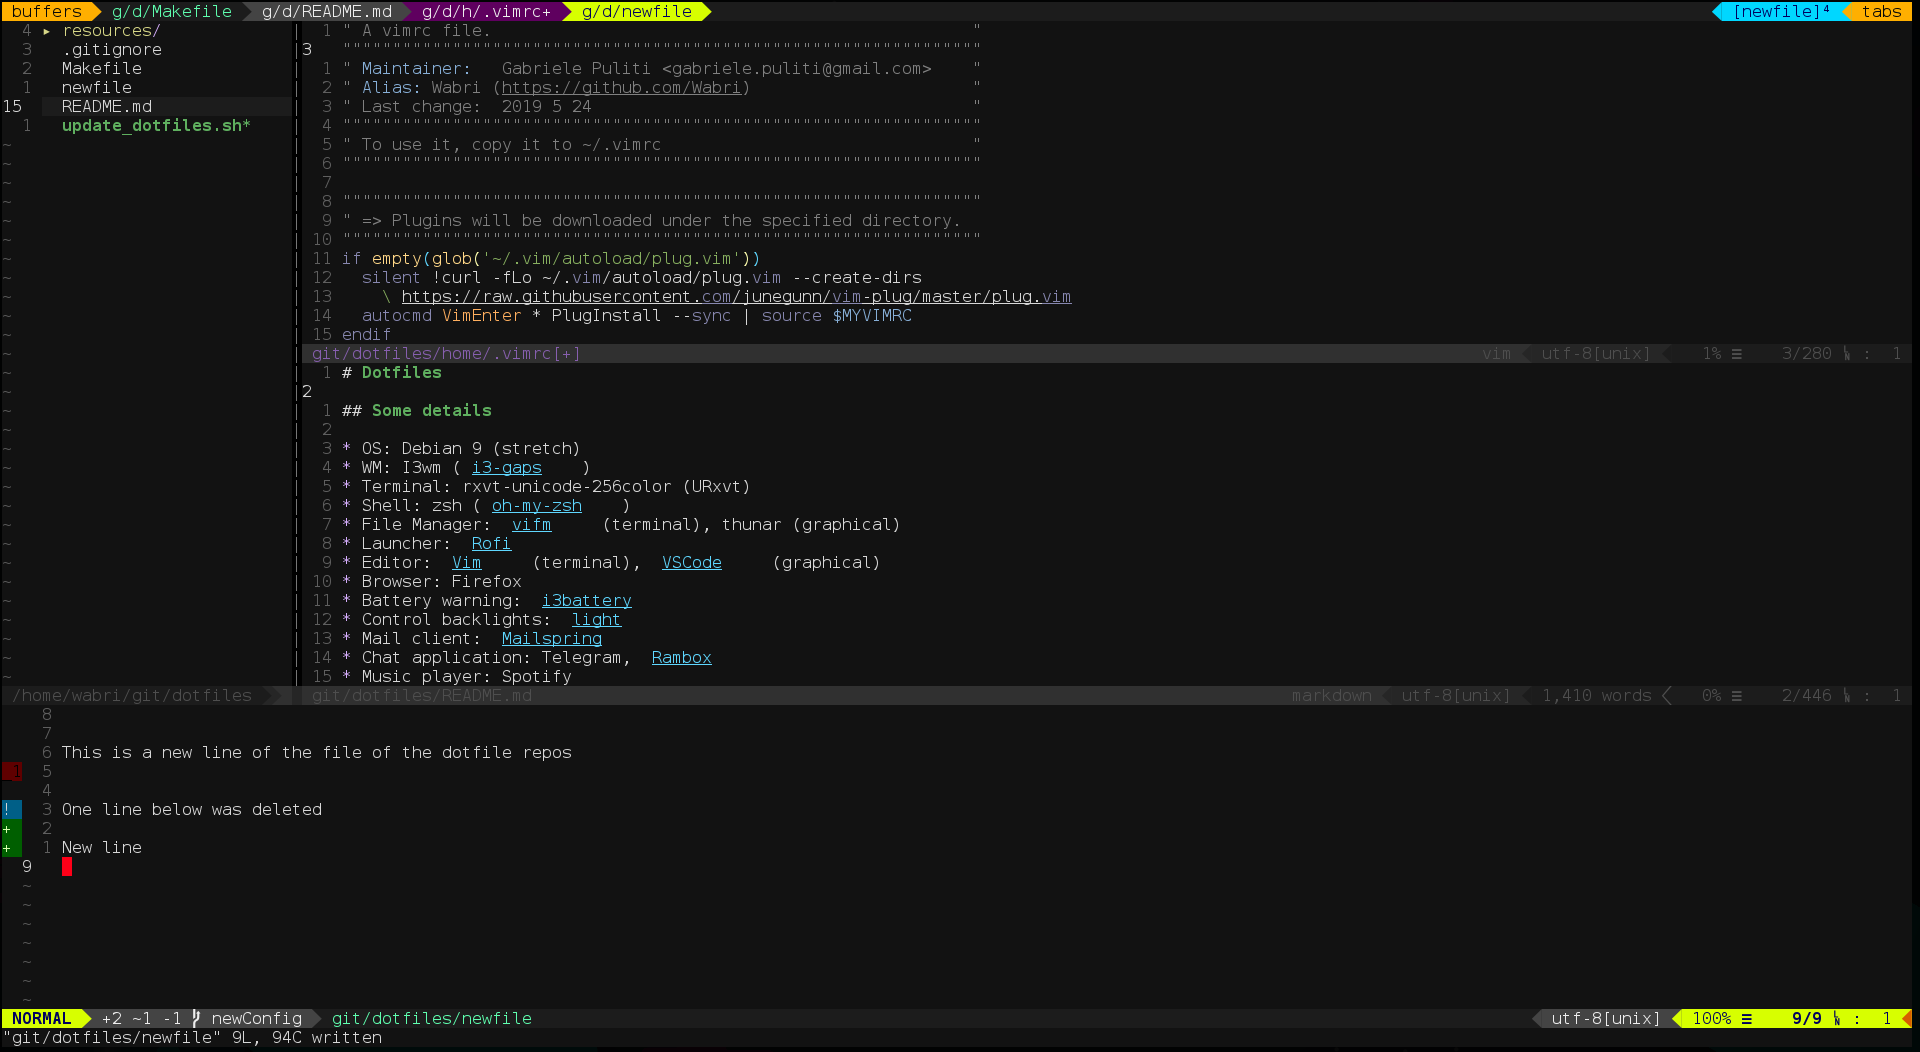 buffers g/d/Makefile g/d/README.md g/d/h/.vimrc+ g/d/newfile [newfile]⁴ tabs
4 ▸ resources/
3 .gitignore
2 Makefile
1 newfile
15 README.md
1 update_dotfiles.sh*
1 " A vimrc file. "
3 """"""""""""""""""""""""""""""""""""""""""""""""""""""""""""""""
1 " Maintainer: Gabriele Puliti <gabriele.puliti@gmail.com> "
2 " Alias: Wabri (https://github.com/Wabri) "
3 " Last change: 2019 5 24 "
4 """"""""""""""""""""""""""""""""""""""""""""""""""""""""""""""""
5 " To use it, copy it to ~/.vimrc "
6 """"""""""""""""""""""""""""""""""""""""""""""""""""""""""""""""
7
8 """"""""""""""""""""""""""""""""""""""""""""""""""""""""""""""""
9 " => Plugins will be downloaded under the specified directory.
10 """"""""""""""""""""""""""""""""""""""""""""""""""""""""""""""""
11 if empty(glob('~/.vim/autoload/plug.vim'))
12 silent !curl -fLo ~/.vim/autoload/plug.vim --create-dirs
13 \ https://raw.githubusercontent.com/junegunn/vim-plug/master/plug.vim
14 autocmd VimEnter * PlugInstall --sync | source $MYVIMRC
15 endif
git/dotfiles/home/.vimrc[+] vim utf-8[unix] 1% ☰ 3/280 ㏑ : 1
1 # Dotfiles
2
1 ## Some details
2
3 * OS: Debian 9 (stretch)
4 * WM: I3wm ( i3-gaps )
5 * Terminal: rxvt-unicode-256color (URxvt)
6 * Shell: zsh ( oh-my-zsh )
7 * File Manager: vifm (terminal), thunar (graphical)
8 * Launcher: Rofi
9 * Editor: Vim (terminal), VSCode (graphical)
10 * Browser: Firefox
11 * Battery warning: i3battery
12 * Control backlights: light
13 * Mail client: Mailspring
14 * Chat application: Telegram, Rambox
15 * Music player: Spotify
/home/wabri/git/dotfiles git/dotfiles/README.md markdown utf-8[unix] 1,410 words 0% ☰ 2/446 ㏑ : 1
8
7
6 This is a new line of the file of the dotfile repos
5
4
! 3 One line below was deleted
+ 2
+ 1 New line
9
NORMAL +2 ~1 -1 newConfig git/dotfiles/newfile utf-8[unix] 100% ☰ 9/9 ㏑ : 1
"git/dotfiles/newfile" 9L, 94C written